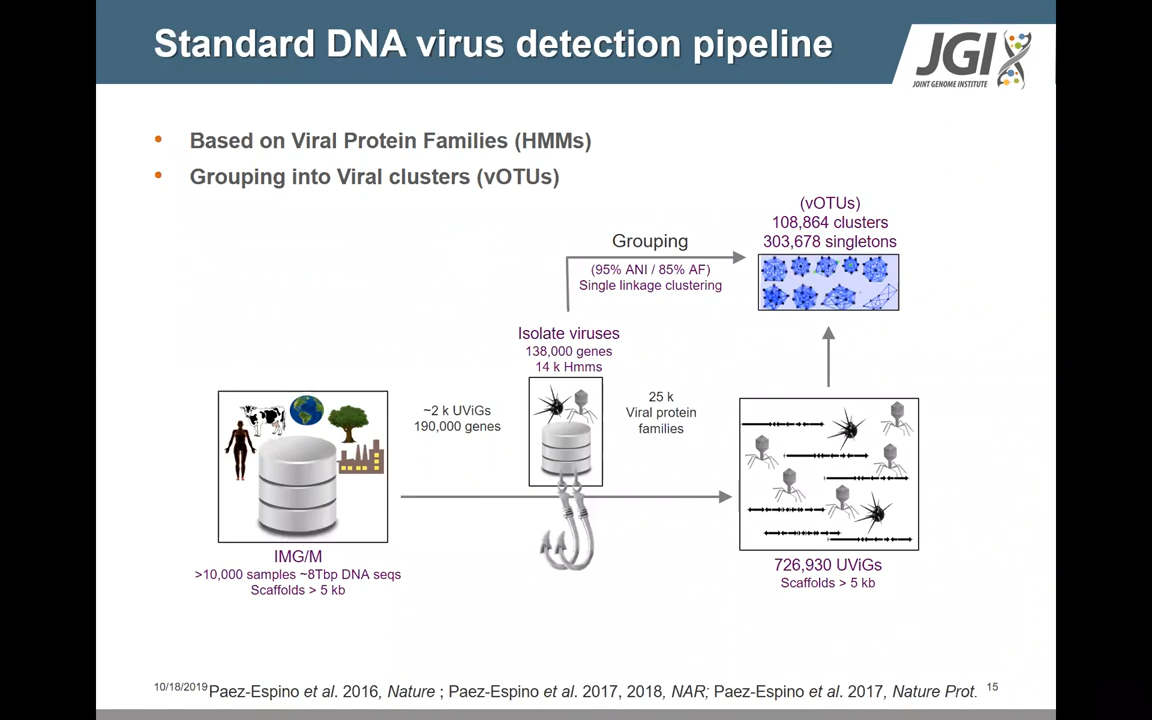 Standard DNA virus detection pipeline
JGI
JOINT GENOME INSTITUTE
• Based on Viral Protein Families (HMMs)
• Grouping into Viral clusters (vOTUs)
(vOTUs)
108,864 clusters
303,678 singletons
Grouping
(95% ANI / 85% AF)
Single linkage clustering
Isolate viruses
138,000 genes
14 k Hmms
~2 k UViGs
190,000 genes
25 k
Viral protein
families
IMG/M
>10,000 samples ~8Tbp DNA seqs
Scaffolds > 5 kb
726,930 UViGs
Scaffolds > 5 kb
10/18/2019 Paez-Espino et al. 2016, Nature ; Paez-Espino et al. 2017, 2018, NAR; Paez-Espino et al. 2017, Nature Prot. 15